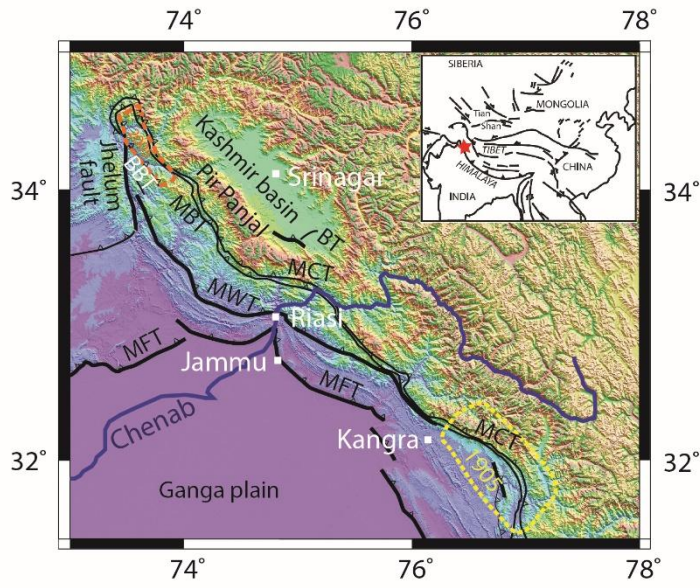 74°
76°
78°
34°
32°
34°
32°
74°
76°
78°
SIBERIA
MONGOLIA
Tian
Shan
TIBET
CHINA
HIMALAYA
INDIA
Jhelum
fault
BBT
MBT
Kashmir basin
Pir Panjal
Srinagar
BT
MCT
MWT
Riasi
MFT
Jammu
MFT
Chenab
Kangra
MCT
1905
Ganga plain